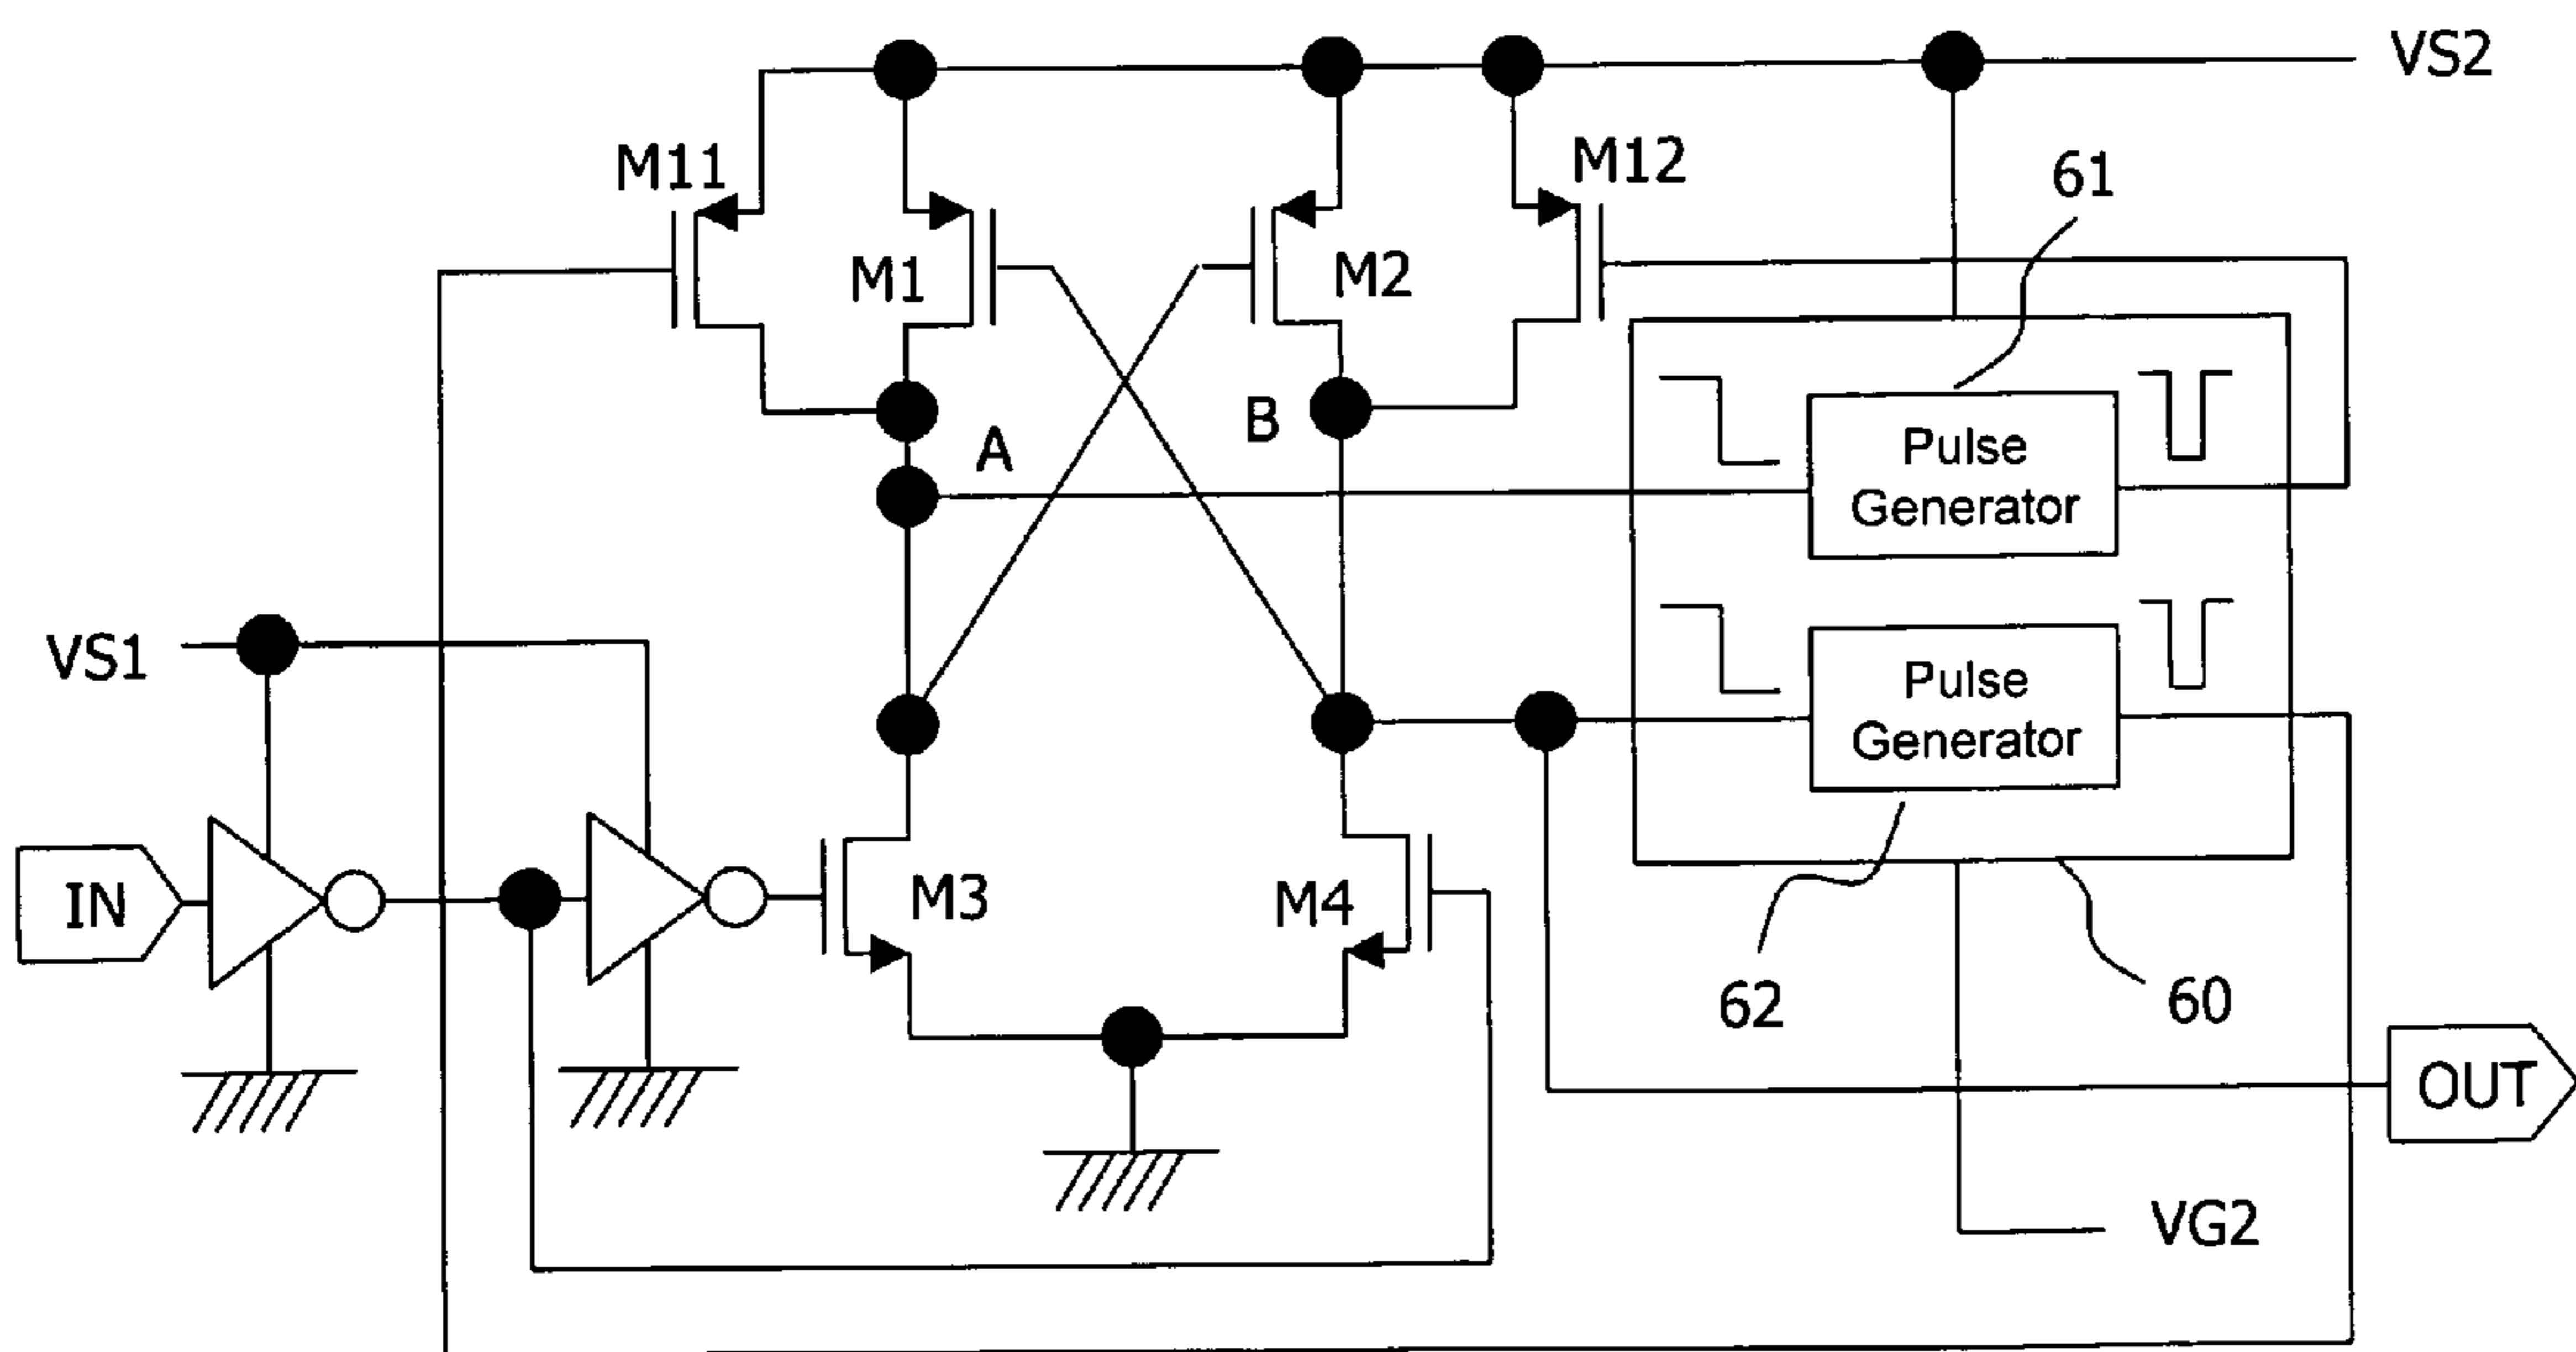 VS2
M11
M12
61
M1
M2
A
B
Pulse
Generator
VS1
Pulse
Generator
IN
M3
M4
62
60
OUT
VG2